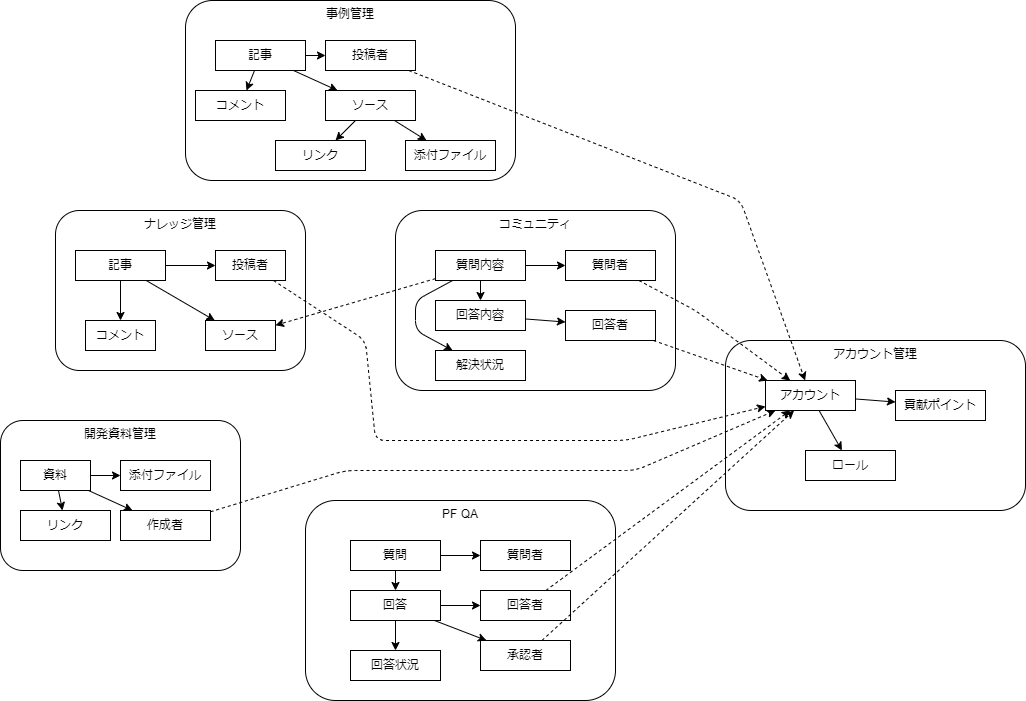 事例管理
記事
投稿者
コメント
ソース
リンク
添付ファイル
ナレッジ管理
記事
投稿者
コメント
ソース
コミュニティ
質問内容
質問者
回答内容
回答者
解決状況
アカウント管理
アカウント
貢献ポイント
ロール
開発資料管理
資料
添付ファイル
リンク
作成者
PF QA
質問
質問者
回答
回答者
回答状況
承認者